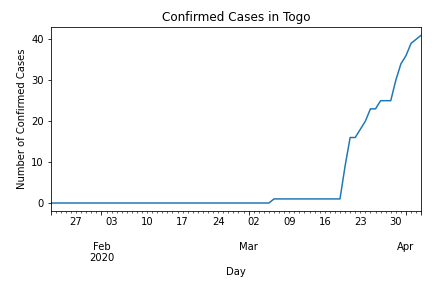 Confirmed Cases in Togo
Number of Confirmed Cases
40
30
20
10
0
27 03 10 17 24 02 09 16 23 30
Feb Mar Apr
2020
Day